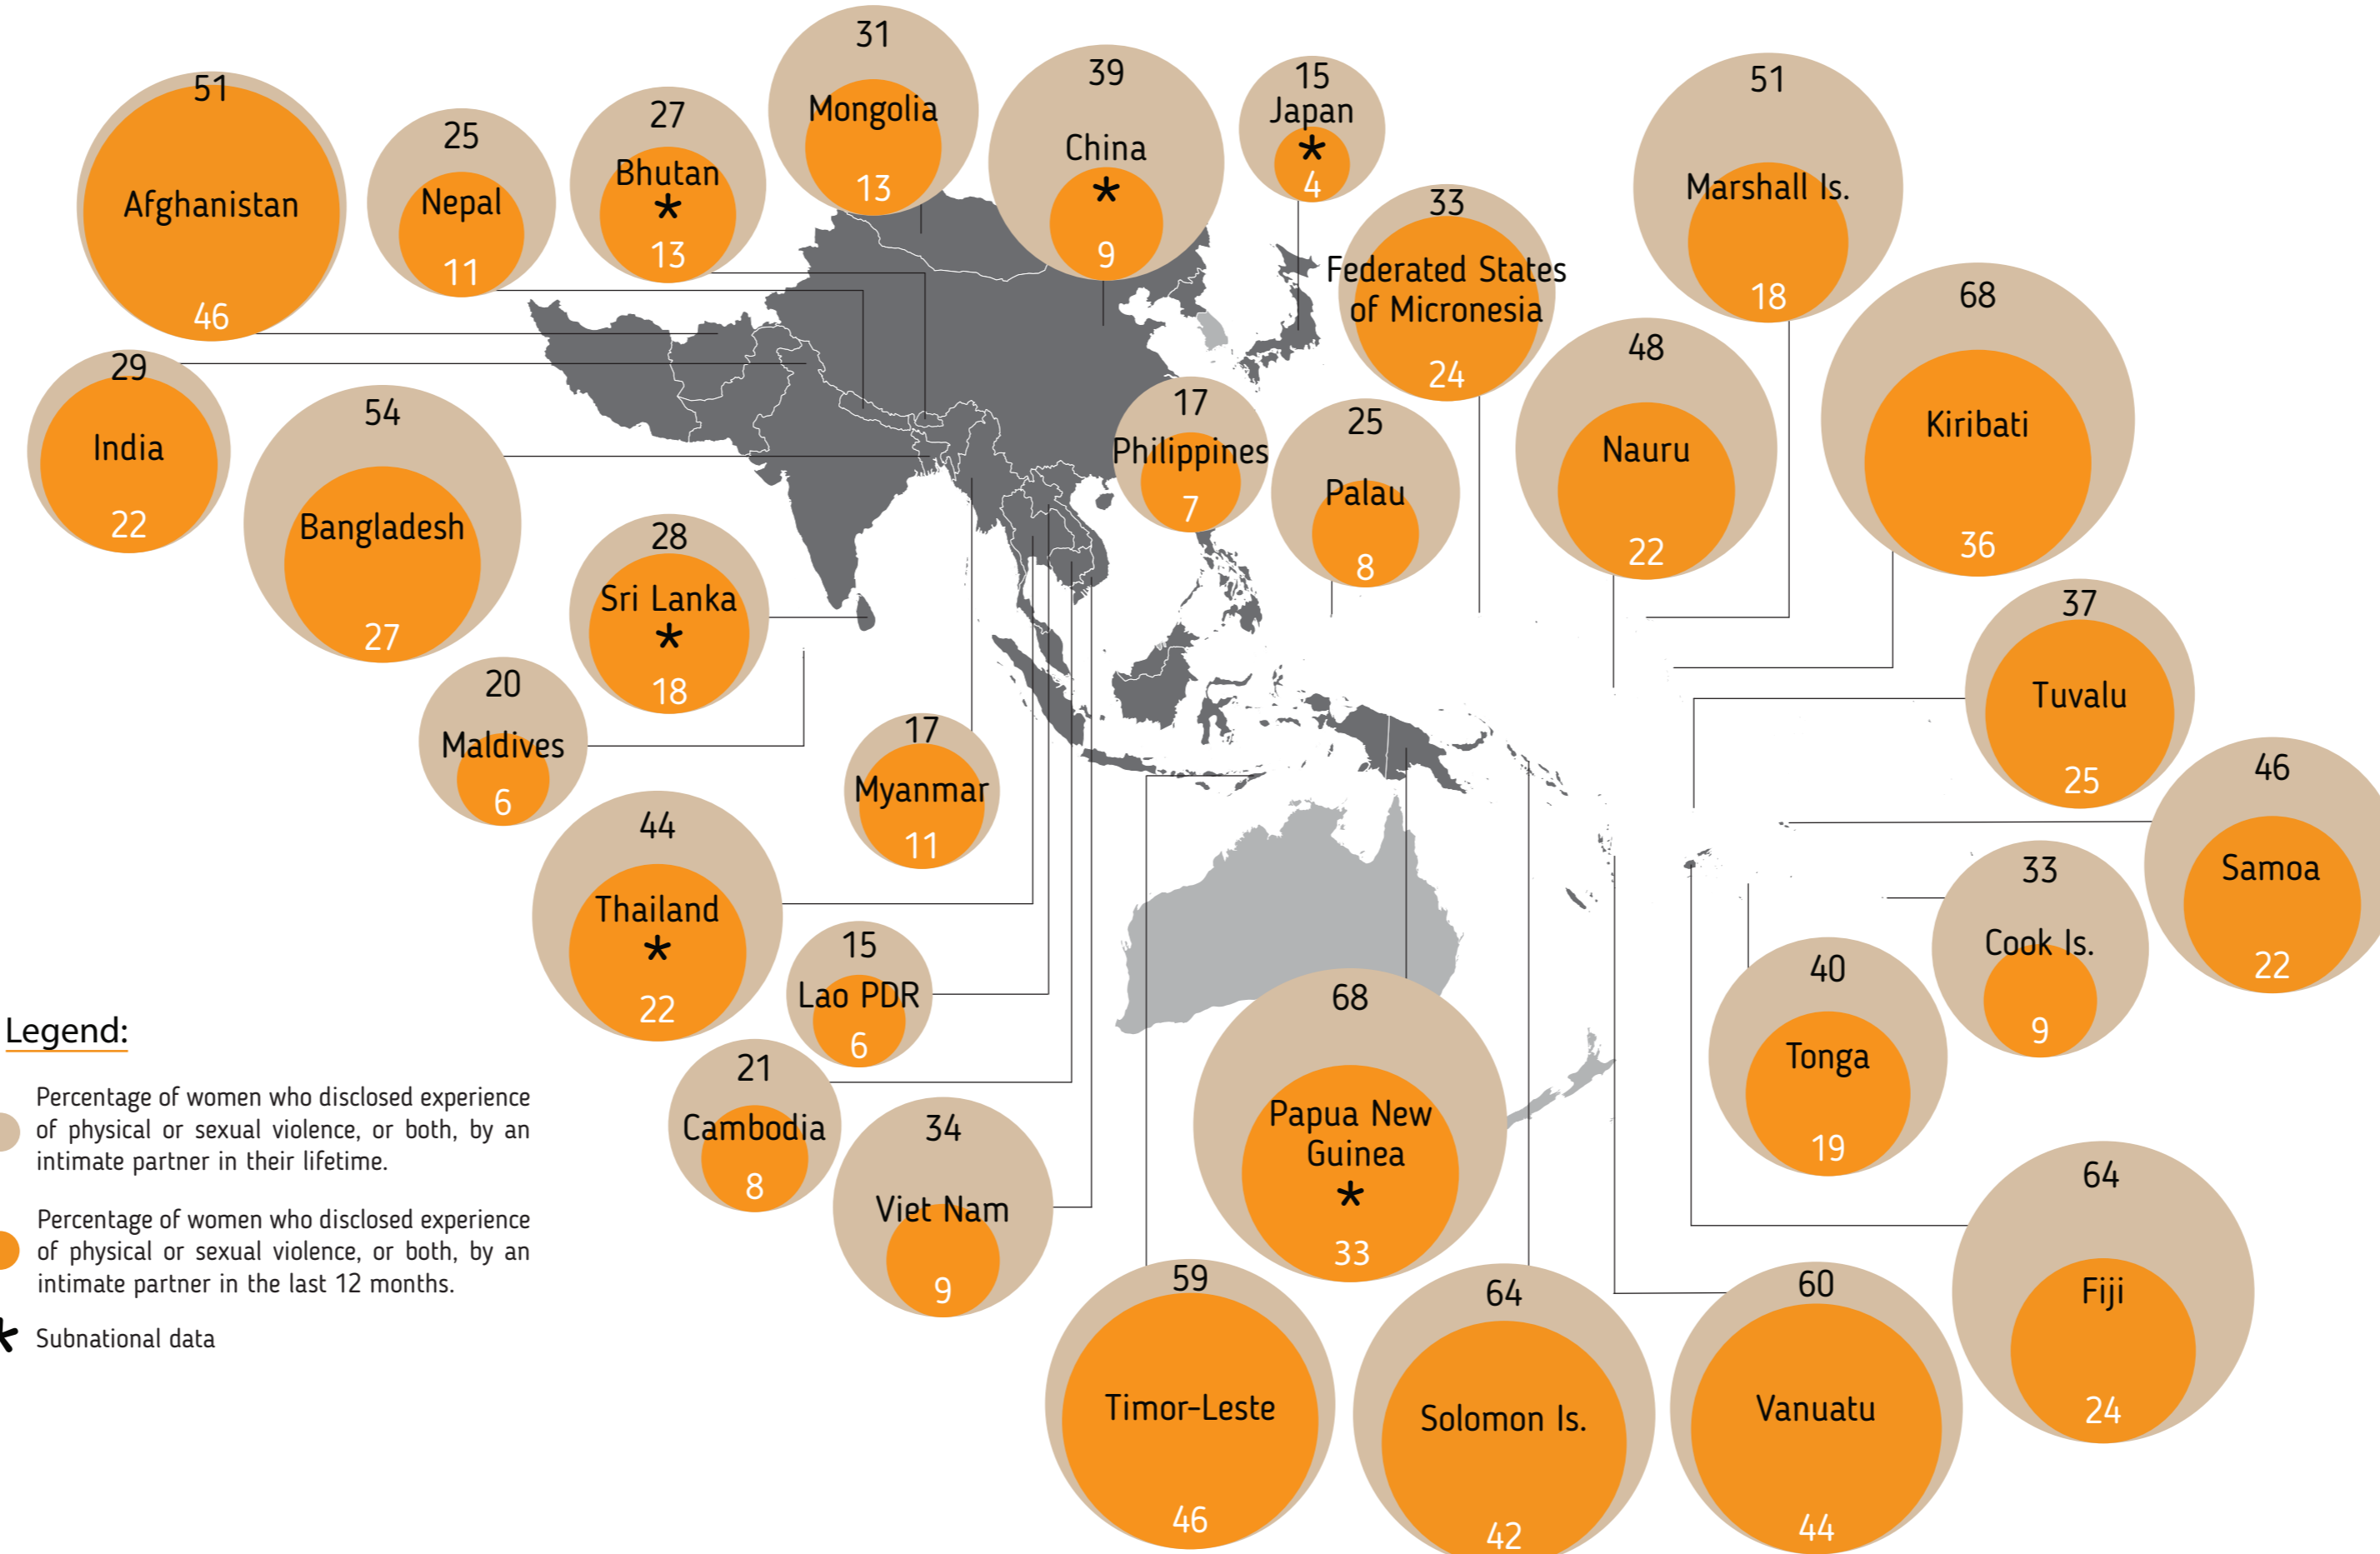 51
Afghanistan
46
25
Nepal
11
27
Bhutan
*
13
31
Mongolia
13
39
China
*
9
15
Japan
*
4
33
Federated States
of Micronesia
24
51
Marshall Is.
18
68
Kiribati
36
48
Nauru
22
29
India
22
54
Bangladesh
27
17
Philippines
7
25
Palau
8
28
Sri Lanka
*
18
37
Tuvalu
25
20
Maldives
6
17
Myanmar
11
46
Samoa
22
44
Thailand
*
22
15
Lao PDR
6
33
Cook Is.
9
68
Papua New
Guinea
*
33
40
Tonga
19
21
Cambodia
8
34
Viet Nam
9
59
Timor-Leste
46
64
Solomon Is.
42
60
Vanuatu
44
64
Fiji
24
Legend:
Percentage of women who disclosed experience
of physical or sexual violence, or both, by an
intimate partner in their lifetime.
Percentage of women who disclosed experience
of physical or sexual violence, or both, by an
intimate partner in the last 12 months.
* Subnational data